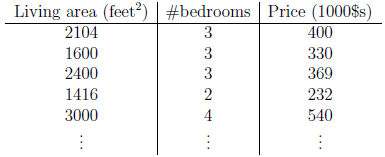 Living area (feet²) #bedrooms Price (1000$s)
2104 3 400
1600 3 330
2400 3 369
1416 2 232
3000 4 540
⋮ ⋮ ⋮